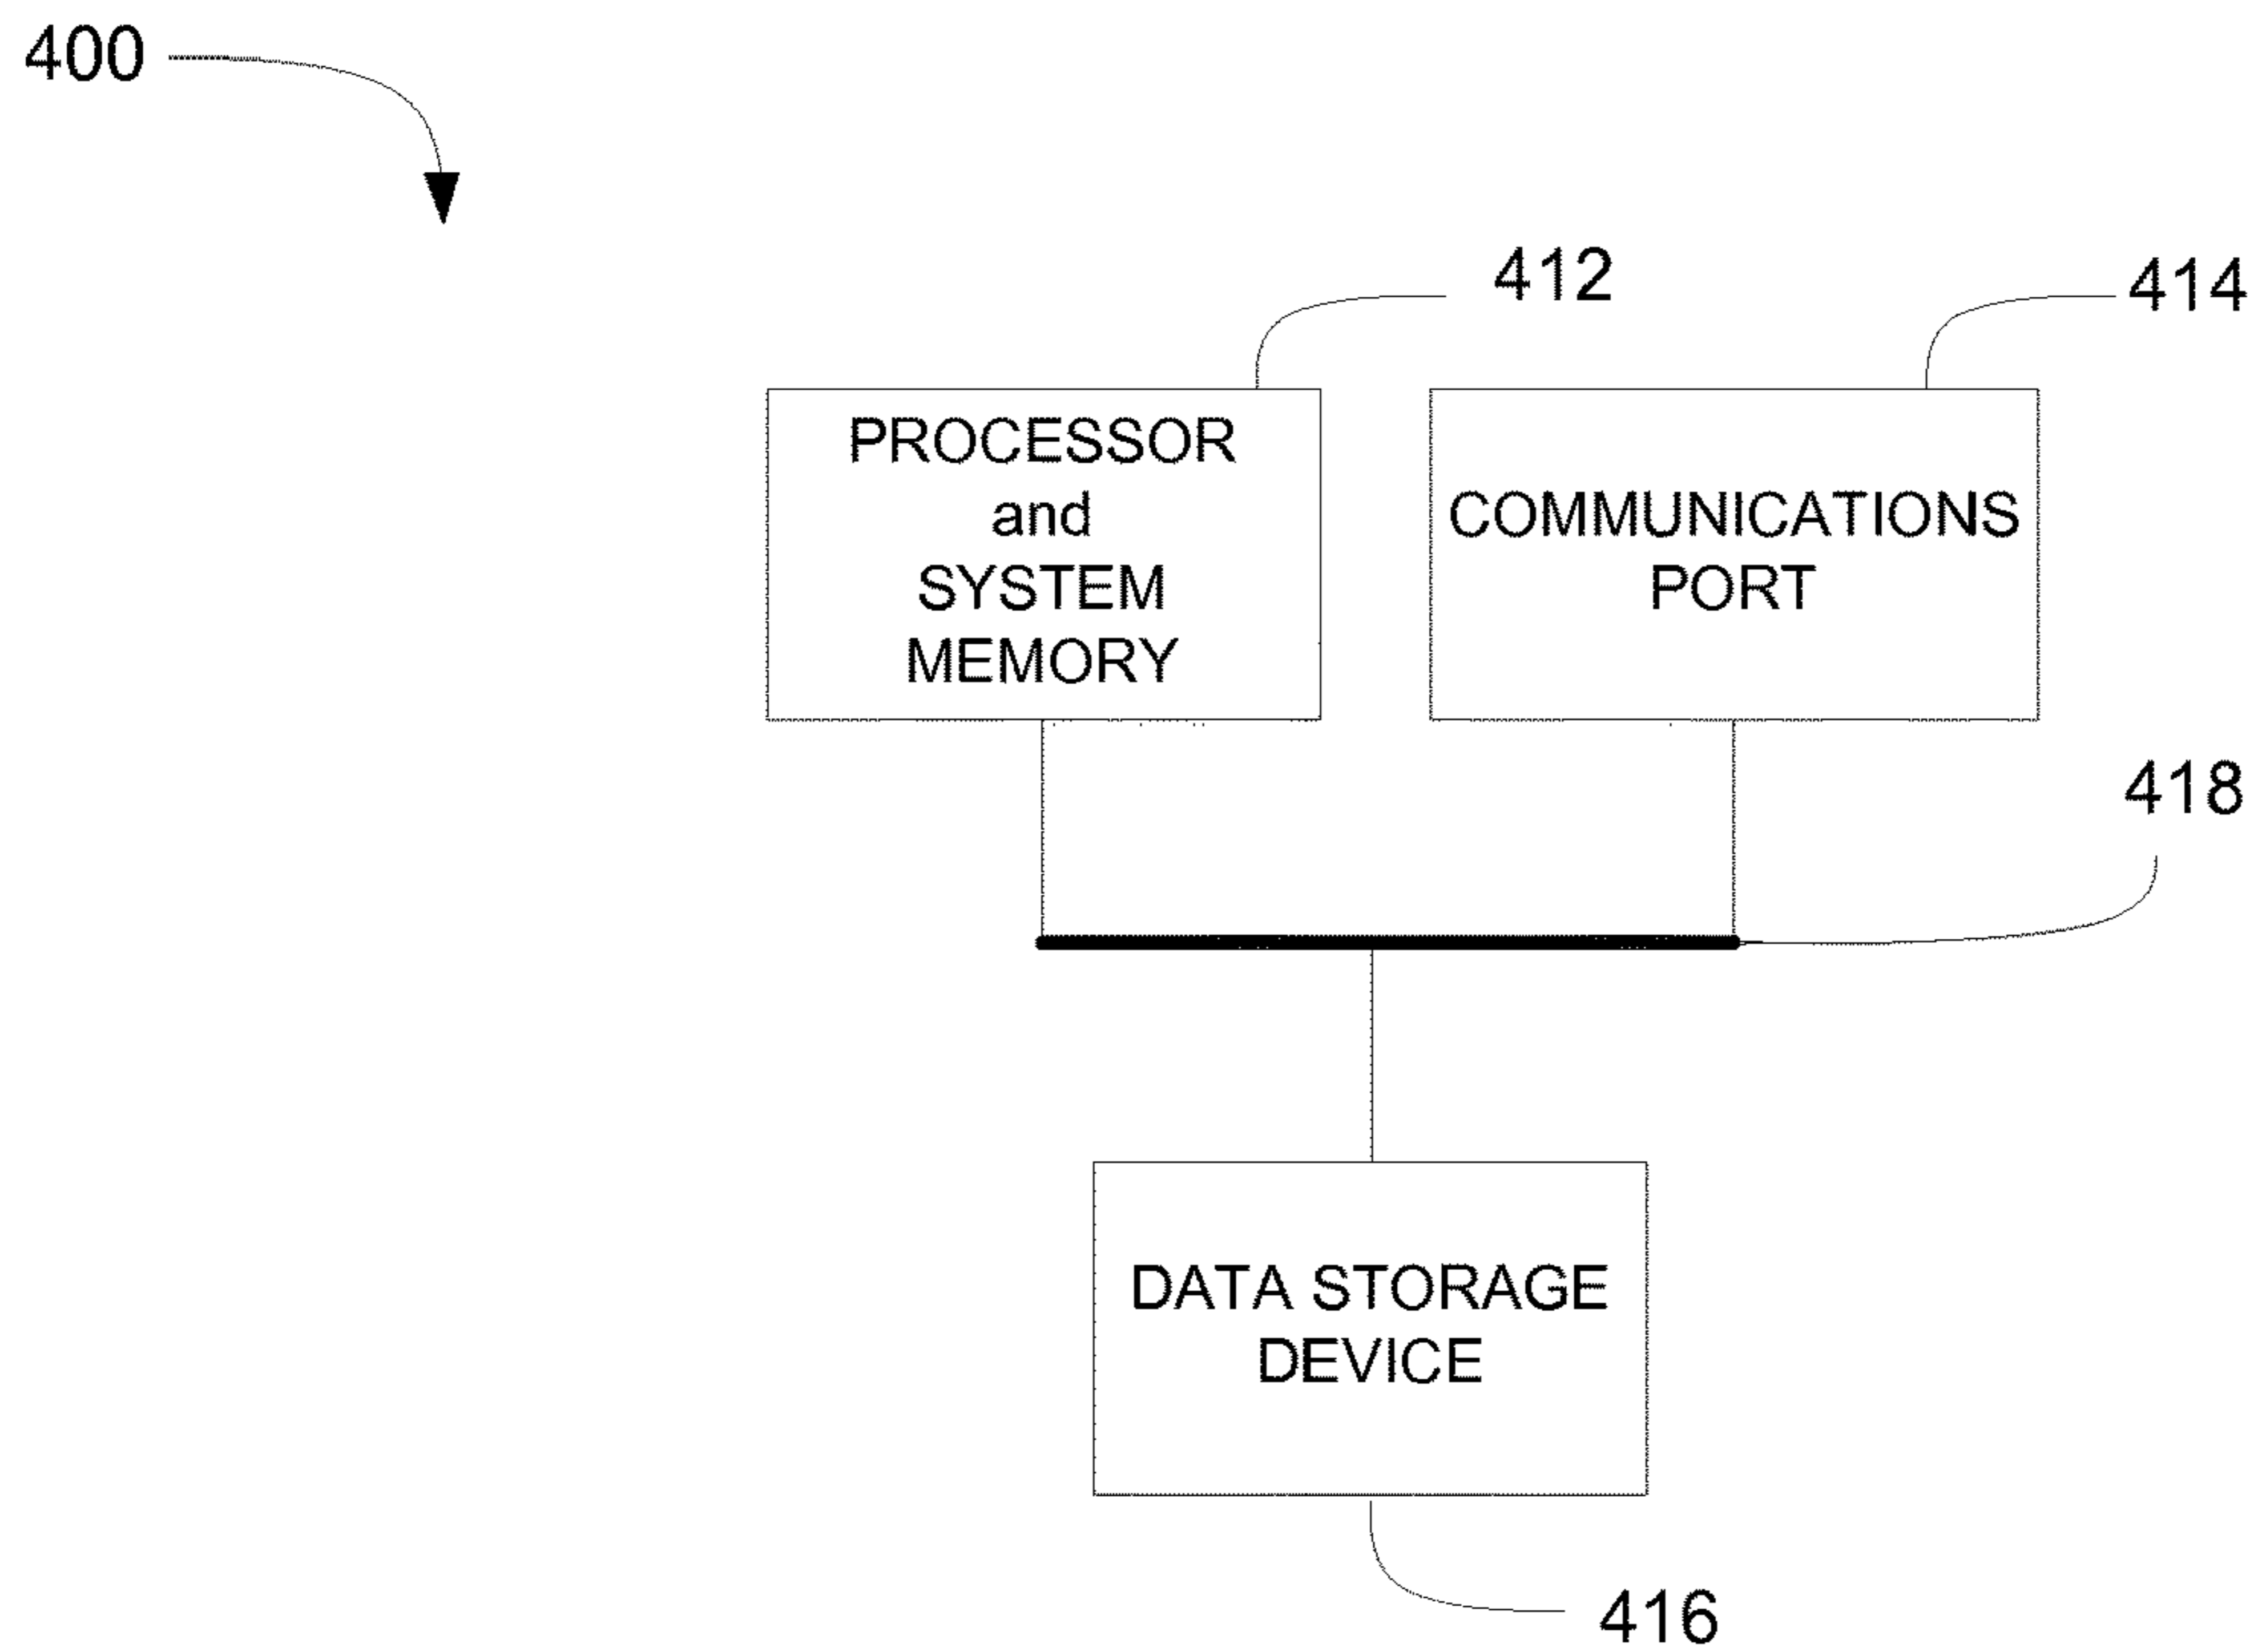 400
412
414
PROCESSOR
and
SYSTEM
MEMORY
COMMUNICATIONS
PORT
418
DATA STORAGE
DEVICE
416